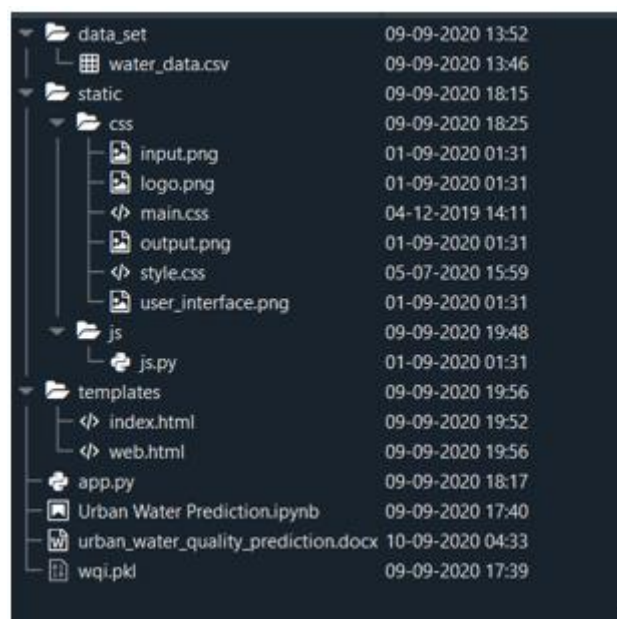 data_set 09-09-2020 13:52
water_data.csv 09-09-2020 13:46
static 09-09-2020 18:15
css 09-09-2020 18:25
input.png 01-09-2020 01:31
logo.png 01-09-2020 01:31
main.css 04-12-2019 14:11
output.png 01-09-2020 01:31
style.css 05-07-2020 15:59
user_interface.png 01-09-2020 01:31
js 09-09-2020 19:48
js.py 01-09-2020 01:31
templates 09-09-2020 19:56
index.html 09-09-2020 19:52
web.html 09-09-2020 19:56
app.py 09-09-2020 18:17
Urban Water Prediction.ipynb 09-09-2020 17:40
urban_water_quality_prediction.docx 10-09-2020 04:33
wqi.pkl 09-09-2020 17:39